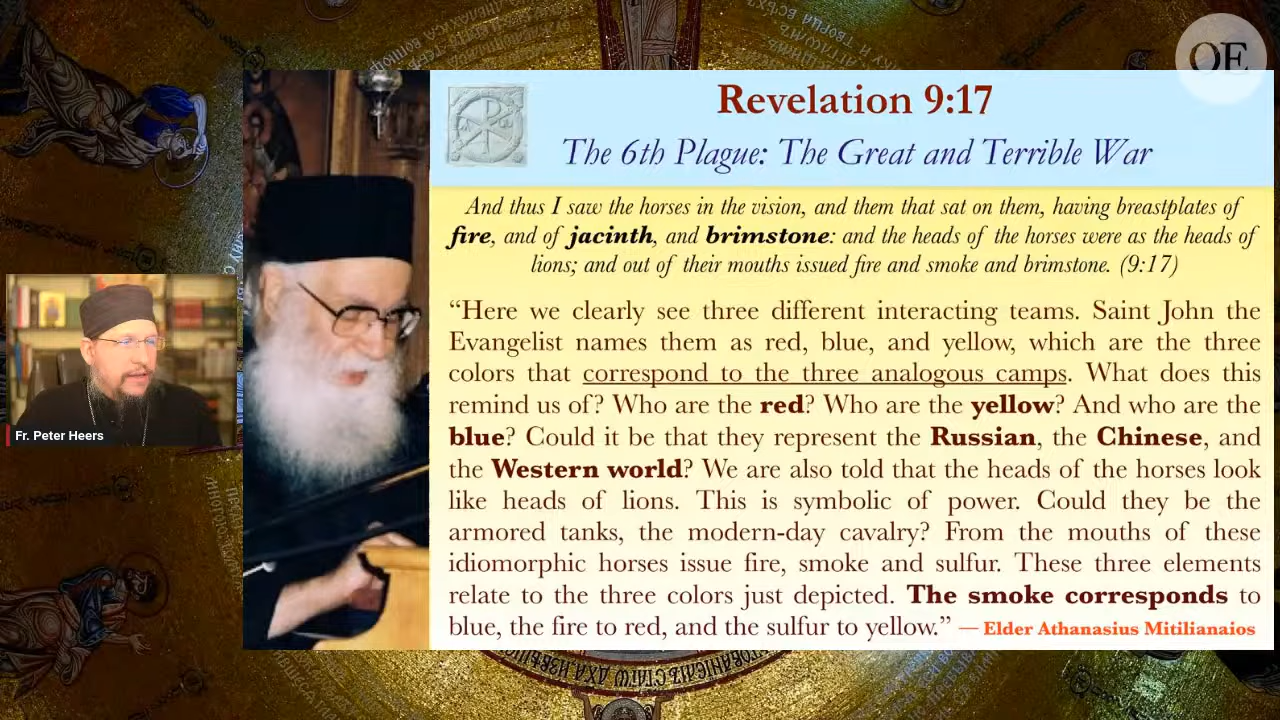 OE
Revelation 9:17
The 6th Plague: The Great and Terrible War
And thus I saw the horses in the vision, and them that sat on them, having breastplates of
fire, and of jacinth, and brimstone: and the heads of the horses were as the heads of
lions; and out of their mouths issued fire and smoke and brimstone. (9:17)
“Here we clearly see three different interacting teams. Saint John the
Evangelist names them as red, blue, and yellow, which are the three
colors that correspond to the three analogous camps. What does this
remind us of? Who are the red? Who are the yellow? And who are the
blue? Could it be that they represent the Russian, the Chinese, and
the Western world? We are also told that the heads of the horses look
like heads of lions. This is symbolic of power. Could they be the
armored tanks, the modern-day cavalry? From the mouths of these
idiomorphic horses issue fire, smoke and sulfur. These three elements
relate to the three colors just depicted. The smoke corresponds to
blue, the fire to red, and the sulfur to yellow.” — Elder Athanasius Mitilianaios
Fr. Peter Heers